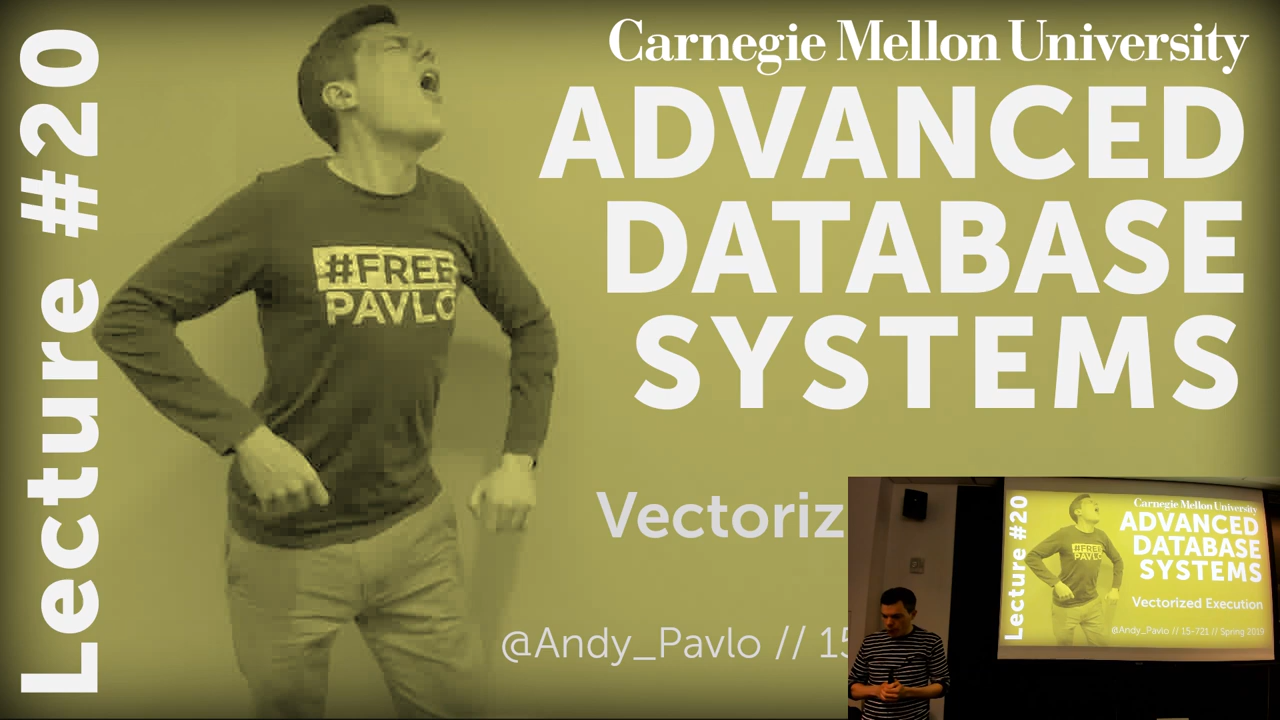 Lecture #20
#FREE
PAVLO
Carnegie Mellon University
ADVANCED
DATABASE
SYSTEMS
Vectoriz
@Andy_Pavlo // 15
Lecture #20
#FREE
PAVLO
Carnegie Mellon University
ADVANCED
DATABASE
SYSTEMS
Vectorized Execution
@Andy_Pavlo // 15-721 // Spring 2019